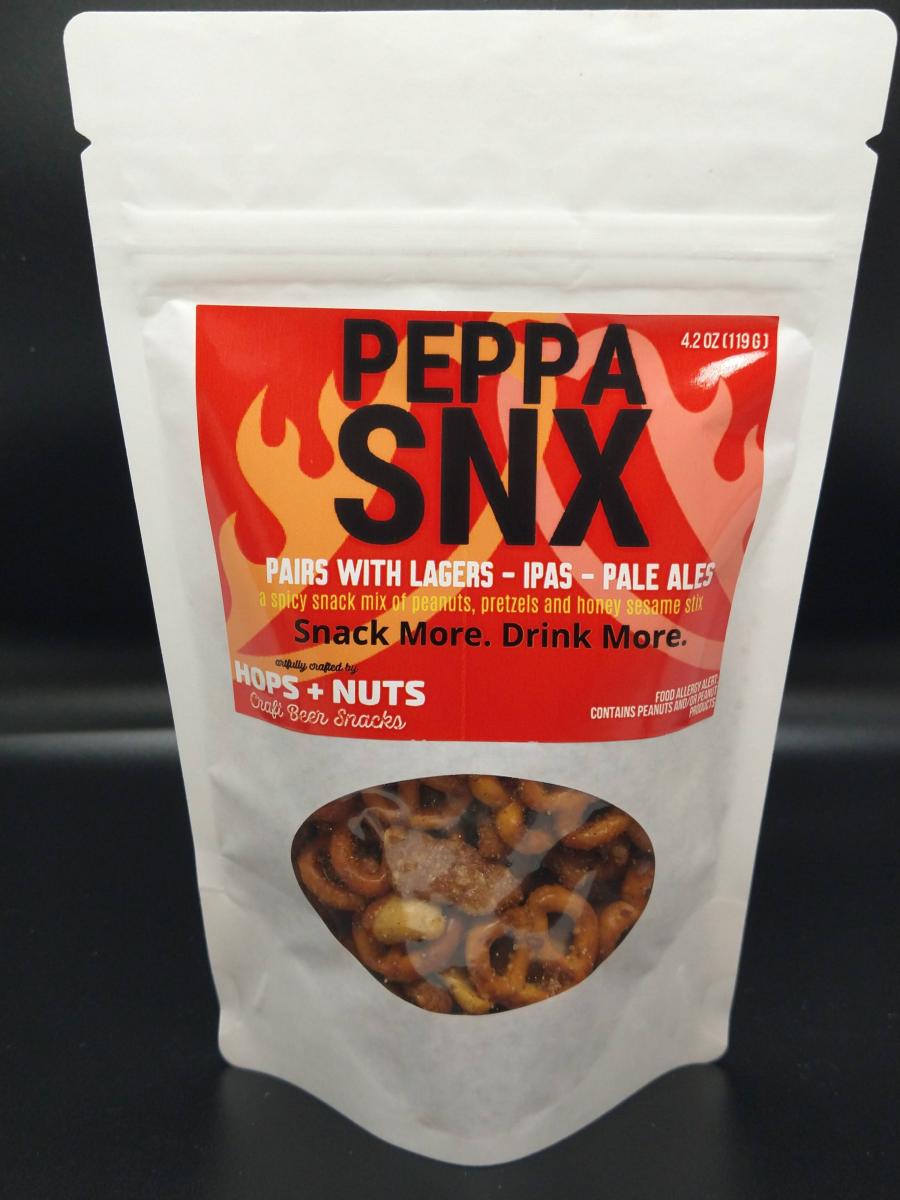 PEPPA
4.2 OZ (119 G)
SNX
PAIRS WITH LAGERS - IPAS - PALE ALES
a spicy snack mix of peanuts, pretzels and honey sesame stix
Snack More. Drink More.
artfully crafted by:
HOPS + NUTS
Craft Beer Snacks
FOOD ALLERGY ALERT:
CONTAINS PEANUTS AND/OR PEANUT
PRODUCTS